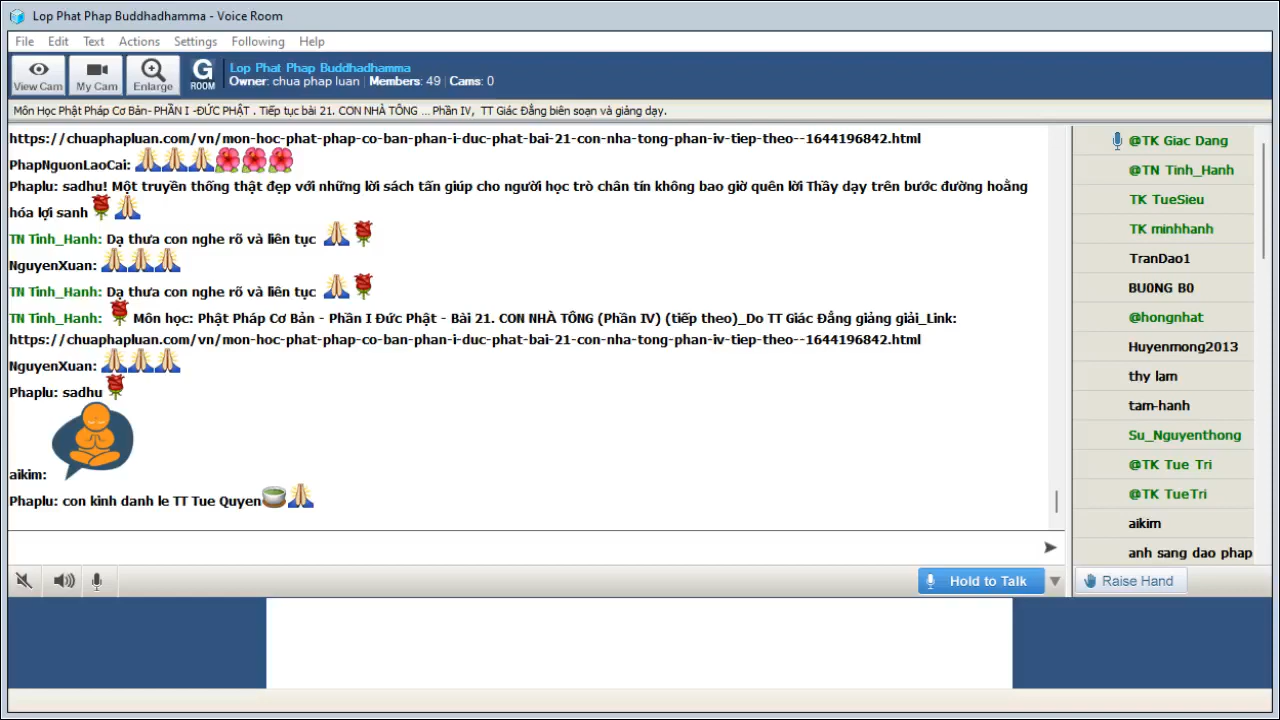 Lop Phat Phap Buddhadhamma - Voice Room
File Edit Text Actions Settings Following Help
View Cam My Cam Enlarge G ROOM Lop Phat Phap Buddhadhamma
Owner: chua phap luan Members: 49 Cams: 0
Môn Học Phật Pháp Cơ Bản- PHẦN I -ĐỨC PHẬT . Tiếp tục bài 21. CON NHÀ TÔNG ... Phần IV, TT Giác Đẳng biên soạn và giảng dạy.
https://chuaphapluan.com/vn/mon-hoc-phat-phap-co-ban-phan-i-duc-phat-bai-21-con-nha-tong-phan-iv-tiep-theo--1644196842.html
PhapNguonLaoCai:
Phaplu: sadhu! Một truyền thống thật đẹp với những lời sách tấn giúp cho người học trò chân tín không bao giờ quên lời Thầy dạy trên bước đường hoằng
hóa lợi sanh
TN Tinh_Hanh: Dạ thưa con nghe rõ và liên tục
NguyenXuan:
TN Tinh_Hanh: Dạ thưa con nghe rõ và liên tục
TN Tinh_Hanh: Môn học: Phật Pháp Cơ Bản - Phần I Đức Phật - Bài 21. CON NHÀ TÔNG (Phần IV) (tiếp theo)_Do TT Giác Đẳng giảng giải_Link:
https://chuaphapluan.com/vn/mon-hoc-phat-phap-co-ban-phan-i-duc-phat-bai-21-con-nha-tong-phan-iv-tiep-theo--1644196842.html
NguyenXuan:
Phaplu: sadhu
aikim:
Phaplu: con kinh danh le TT Tue Quyen
Hold to Talk
@TK Giac Dang
@TN Tinh_Hanh
TK TueSieu
TK minhhanh
TranDao1
BU0NG B0
@hongnhat
Huyenmong2013
thy lam
tam-hanh
Su_Nguyenthong
@TK Tue Tri
@TK TueTri
aikim
anh sang dao phap
Raise Hand